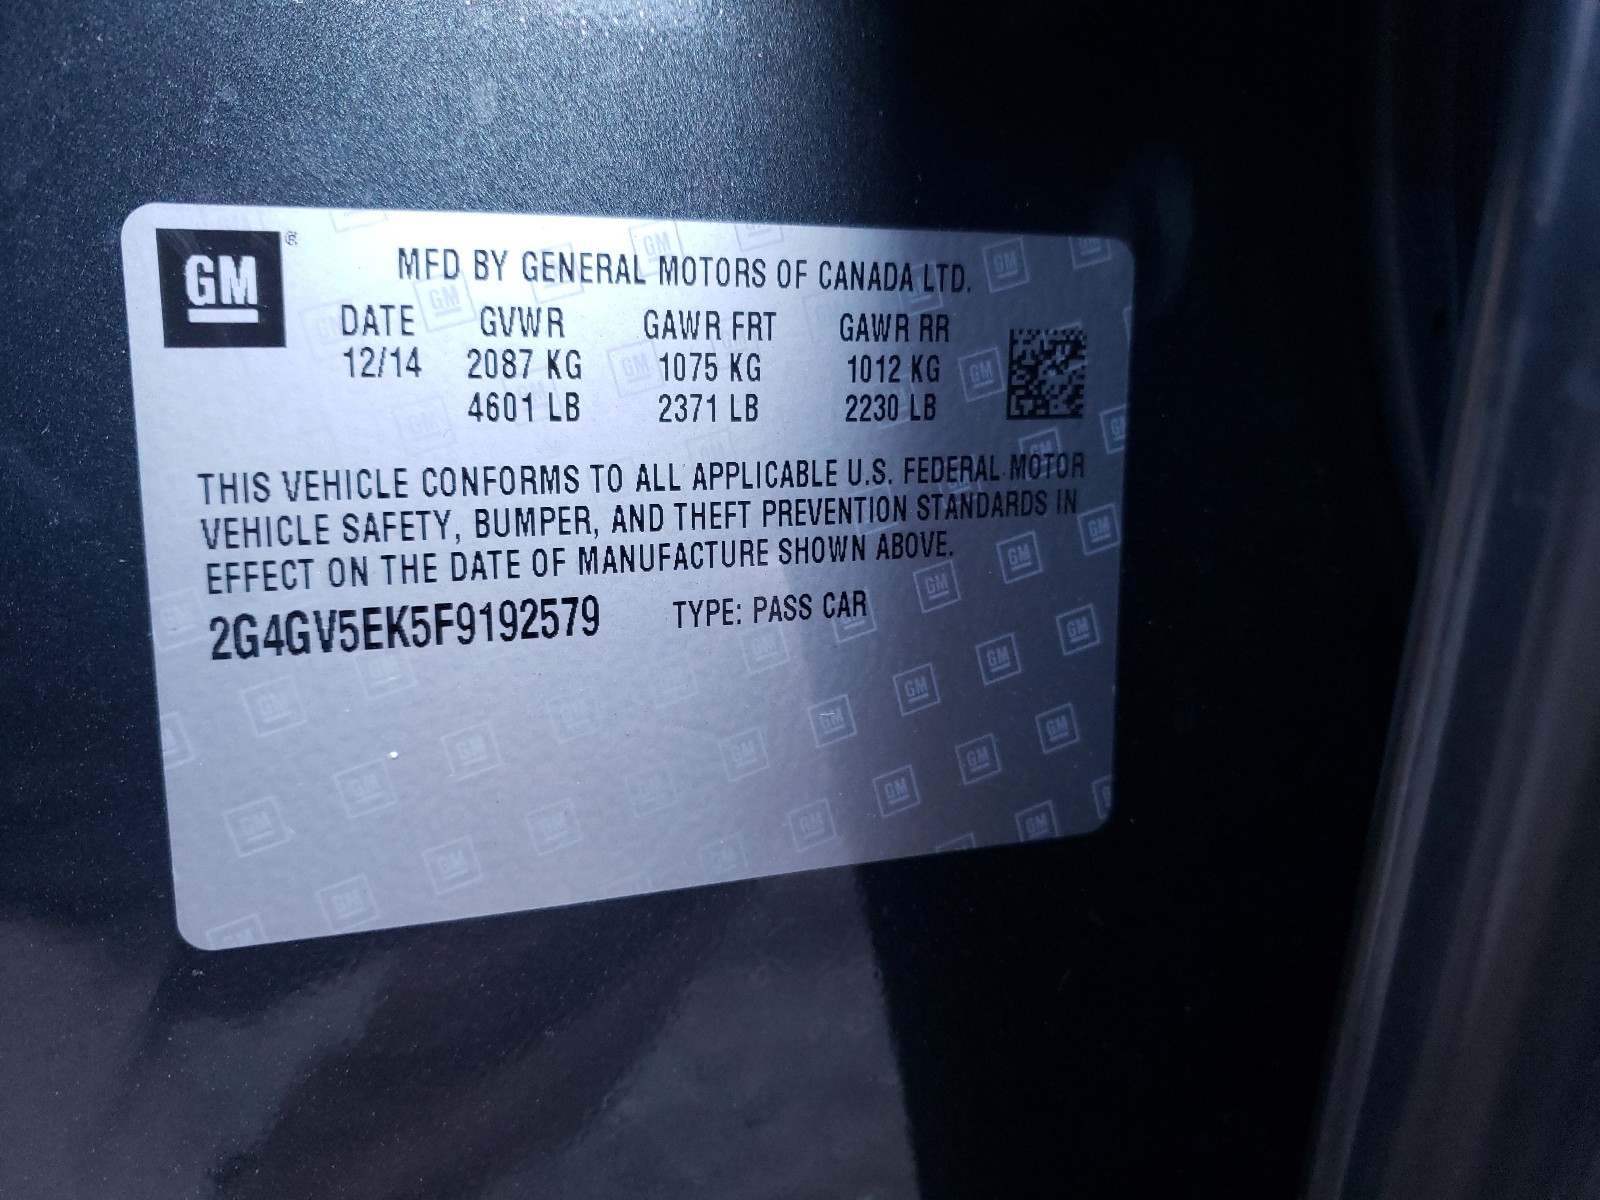 GM ®
MFD BY GENERAL MOTORS OF CANADA LTD.
DATE GVWR GAWR FRT GAWR RR
12/14 2087 KG 1075 KG 1012 KG
4601 LB 2371 LB 2230 LB
THIS VEHICLE CONFORMS TO ALL APPLICABLE U.S. FEDERAL MOTOR
VEHICLE SAFETY, BUMPER, AND THEFT PREVENTION STANDARDS IN
EFFECT ON THE DATE OF MANUFACTURE SHOWN ABOVE.
2G4GV5EK5F9192579 TYPE: PASS CAR